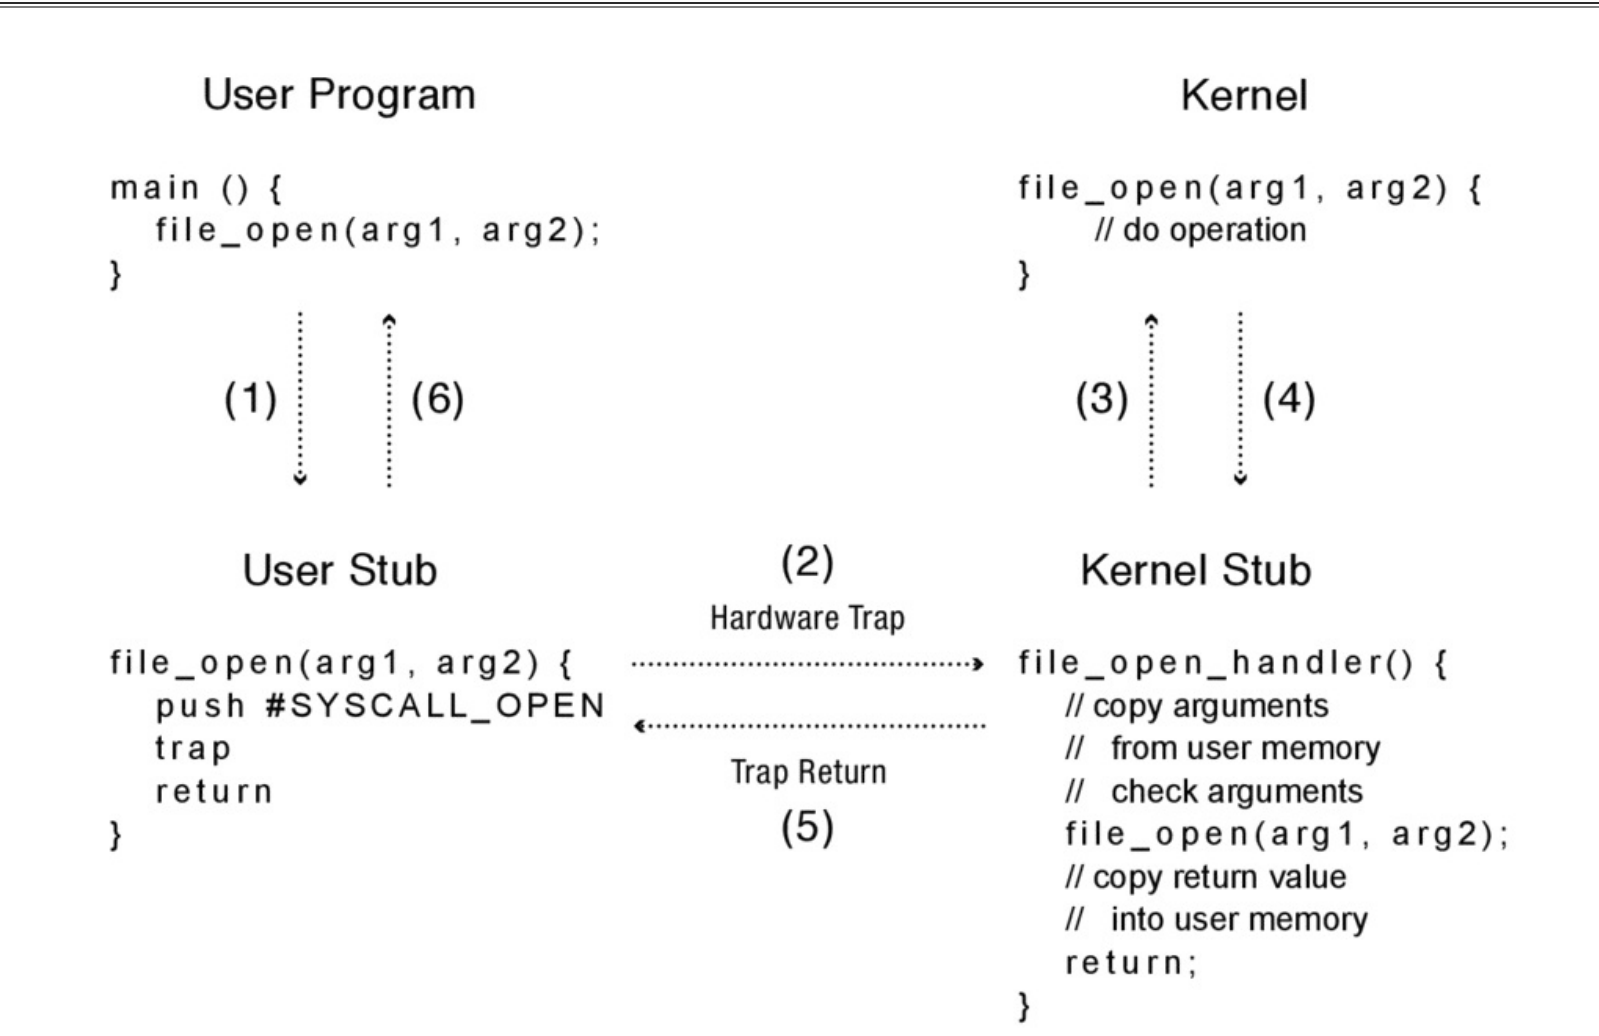 User Program
main () {
file_open(arg1, arg2);
}
(1)
(6)
Kernel
file_open(arg1, arg2) {
// do operation
}
(3)
(4)
User Stub
file_open(arg1, arg2) {
push #SYSCALL_OPEN
trap
return
}
(2)
Hardware Trap
Trap Return
(5)
Kernel Stub
file_open_handler() {
// copy arguments
// from user memory
// check arguments
file_open(arg1, arg2);
// copy return value
// into user memory
return;
}